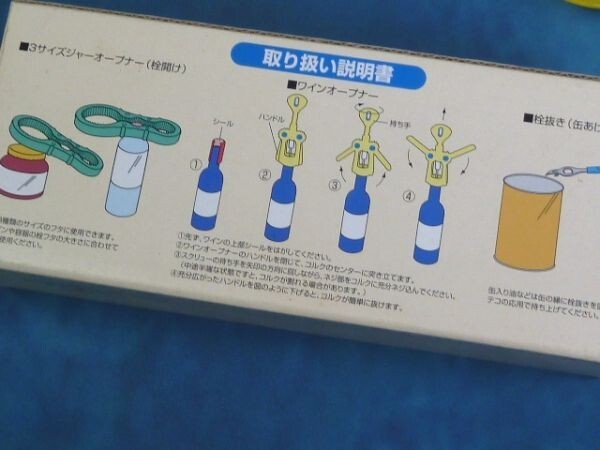 取り扱い説明書
■3サイズジャーオープナー(栓開け)
種類のサイズのフタに使用できます。
ンや容器の栓フタの大きさに合わせて
使用ください。
■ワインオープナー
シール
ハンドル
持ち手
①
②
③
④
①先ず、ワインの上部シールをはがしてください。
②ワインオープナーのハンドルを閉じて、コルクのセンターに突き立てます。
③スクリューの持ち手を矢印の方向に回しながら、ネジ部をコルクに充分ネジ込んでください。
(中途半端な状態ですと、コルクが割れる場合があります。)
④充分広がったハンドルを図のように下げると、コルクが簡単に抜けます。
■栓抜き(缶あけ
缶入り油などは缶の縁に栓抜きを
テコの応用で持ち上げてください。